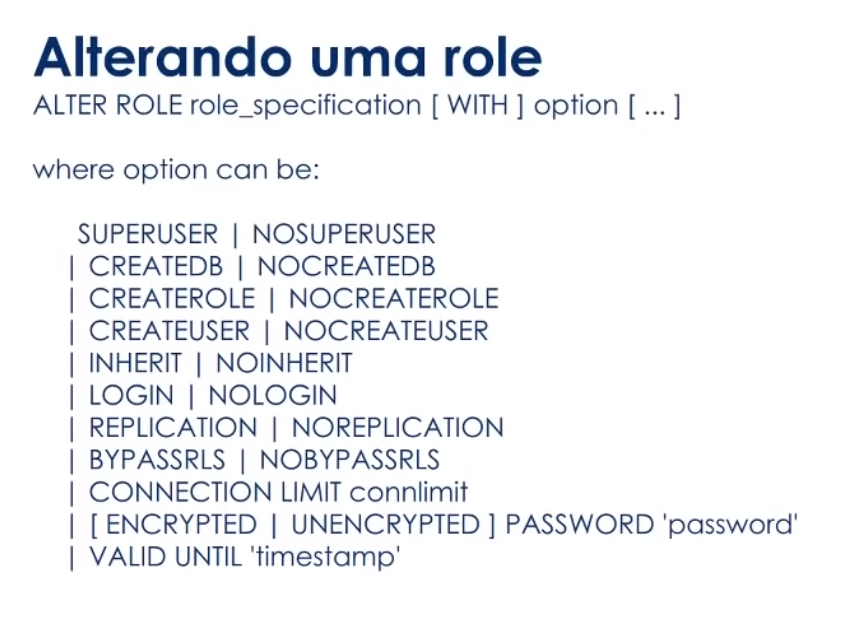 Alterando uma role
ALTER ROLE role_specification [ WITH ] option [ ... ]
where option can be:
SUPERUSER | NOSUPERUSER
| CREATEDB | NOCREATEDB
| CREATEROLE | NOCREATEROLE
| CREATEUSER | NOCREATEUSER
| INHERIT | NOINHERIT
| LOGIN | NOLOGIN
| REPLICATION | NOREPLICATION
| BYPASSRLS | NOBYPASSRLS
| CONNECTION LIMIT connlimit
| [ ENCRYPTED | UNENCRYPTED ] PASSWORD 'password'
| VALID UNTIL 'timestamp'